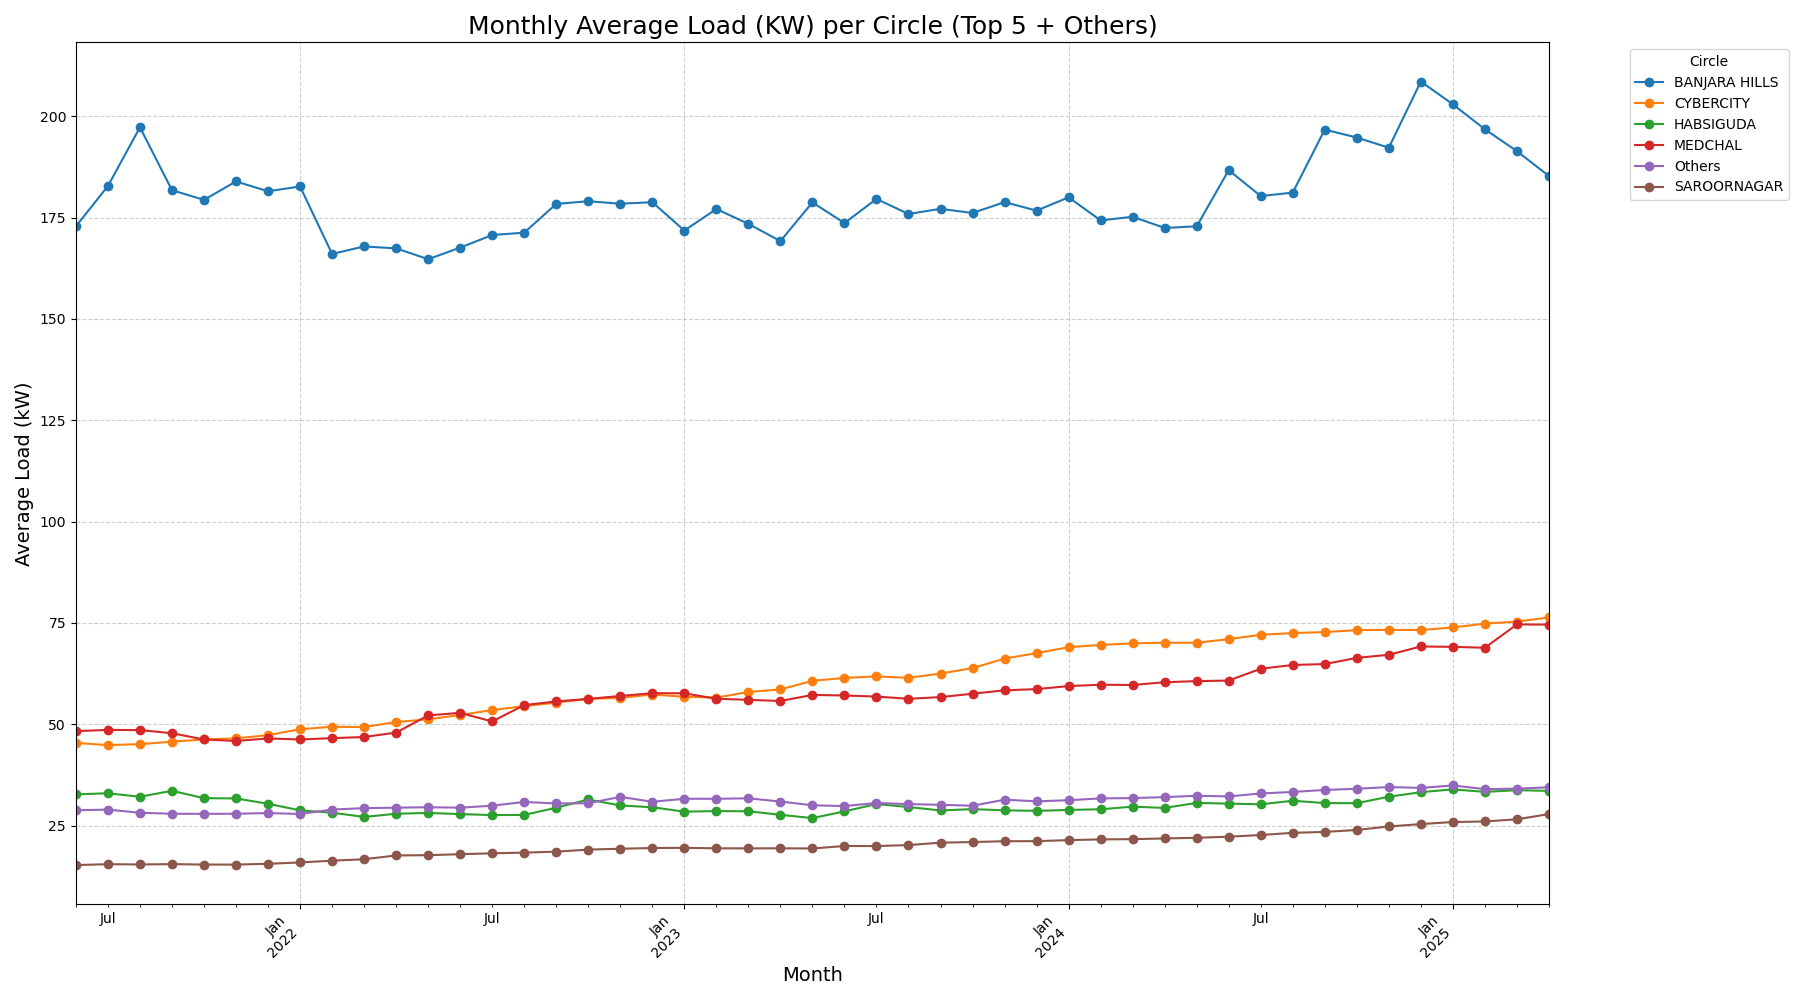 Monthly Average Load (KW) per Circle (Top 5 + Others)
Circle
BANJARA HILLS
CYBERCITY
HABSIGUDA
MEDCHAL
Others
SAROORNAGAR
Average Load (kW)
200
175
150
125
100
75
50
25
Jul
Jan
2022
Jul
Jan
2023
Jul
Jan
2024
Jul
Jan
2025
Month